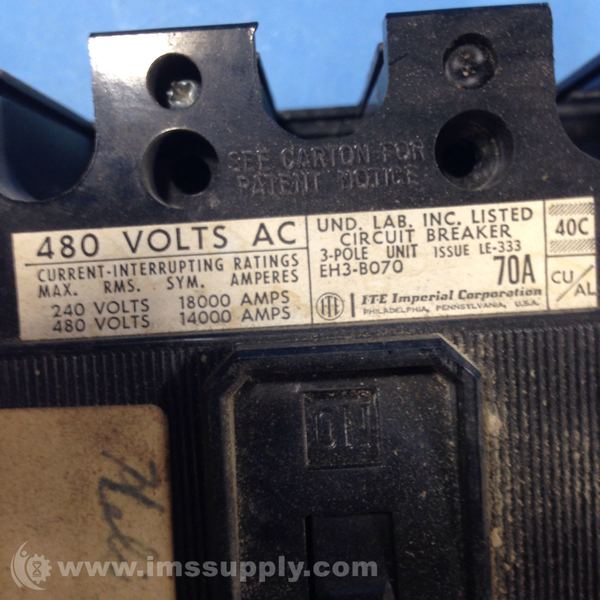 SEE CARTON FOR
PATENT NOTICE
480 VOLTS AC
CURRENT-INTERRUPTING RATINGS
MAX. RMS. SYM. AMPERES
240 VOLTS 18000 AMPS
480 VOLTS 14000 AMPS
UND. LAB. INC. LISTED
CIRCUIT BREAKER
3-POLE UNIT ISSUE LE-333
EH3-B070 70A
ITE ITE Imperial Corporation
PHILADELPHIA, PENNSYLVANIA, U.S.A.
40C
CU/AL
ON
www.imssupply.com